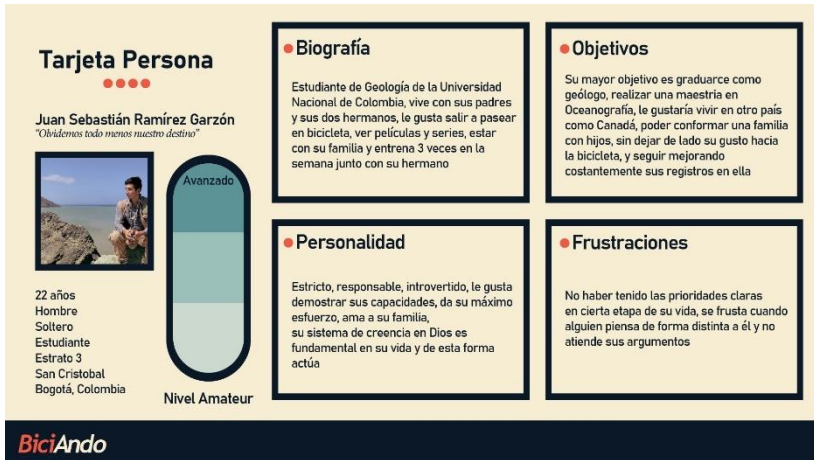 Tarjeta Persona
Juan Sebastián Ramírez Garzón
"Olvidemos todo menos nuestro destino"
Avanzado
22 años
Hombre
Soltero
Estudiante
Estrato 3
San Cristobal
Bogotá, Colombia
Nivel Amateur
Biografía
Estudiante de Geología de la Universidad
Nacional de Colombia, vive con sus padres
y sus dos hermanos, le gusta salir a pasear
en bicicleta, ver películas y series, estar
con su familia y entrena 3 veces en la
semana junto con su hermano
Objetivos
Su mayor objetivo es graduarce como
geólogo, realizar una maestria en
Oceanografía, le gustaría vivir en otro país
como Canadá, poder conformar una familia
con hijos, sin dejar de lado su gusto hacia
la bicicleta, y seguir mejorando
costantemente sus registros en ella
Personalidad
Estricto, responsable, introvertido, le gusta
demostrar sus capacidades, da su máximo
esfuerzo, ama a su familia,
su sistema de creencia en Dios es
fundamental en su vida y de esta forma
actúa
Frustraciones
No haber tenido las prioridades claras
en cierta etapa de su vida, se frusta cuando
alguien piensa de forma distinta a él y no
atiende sus argumentos
BiciAndo